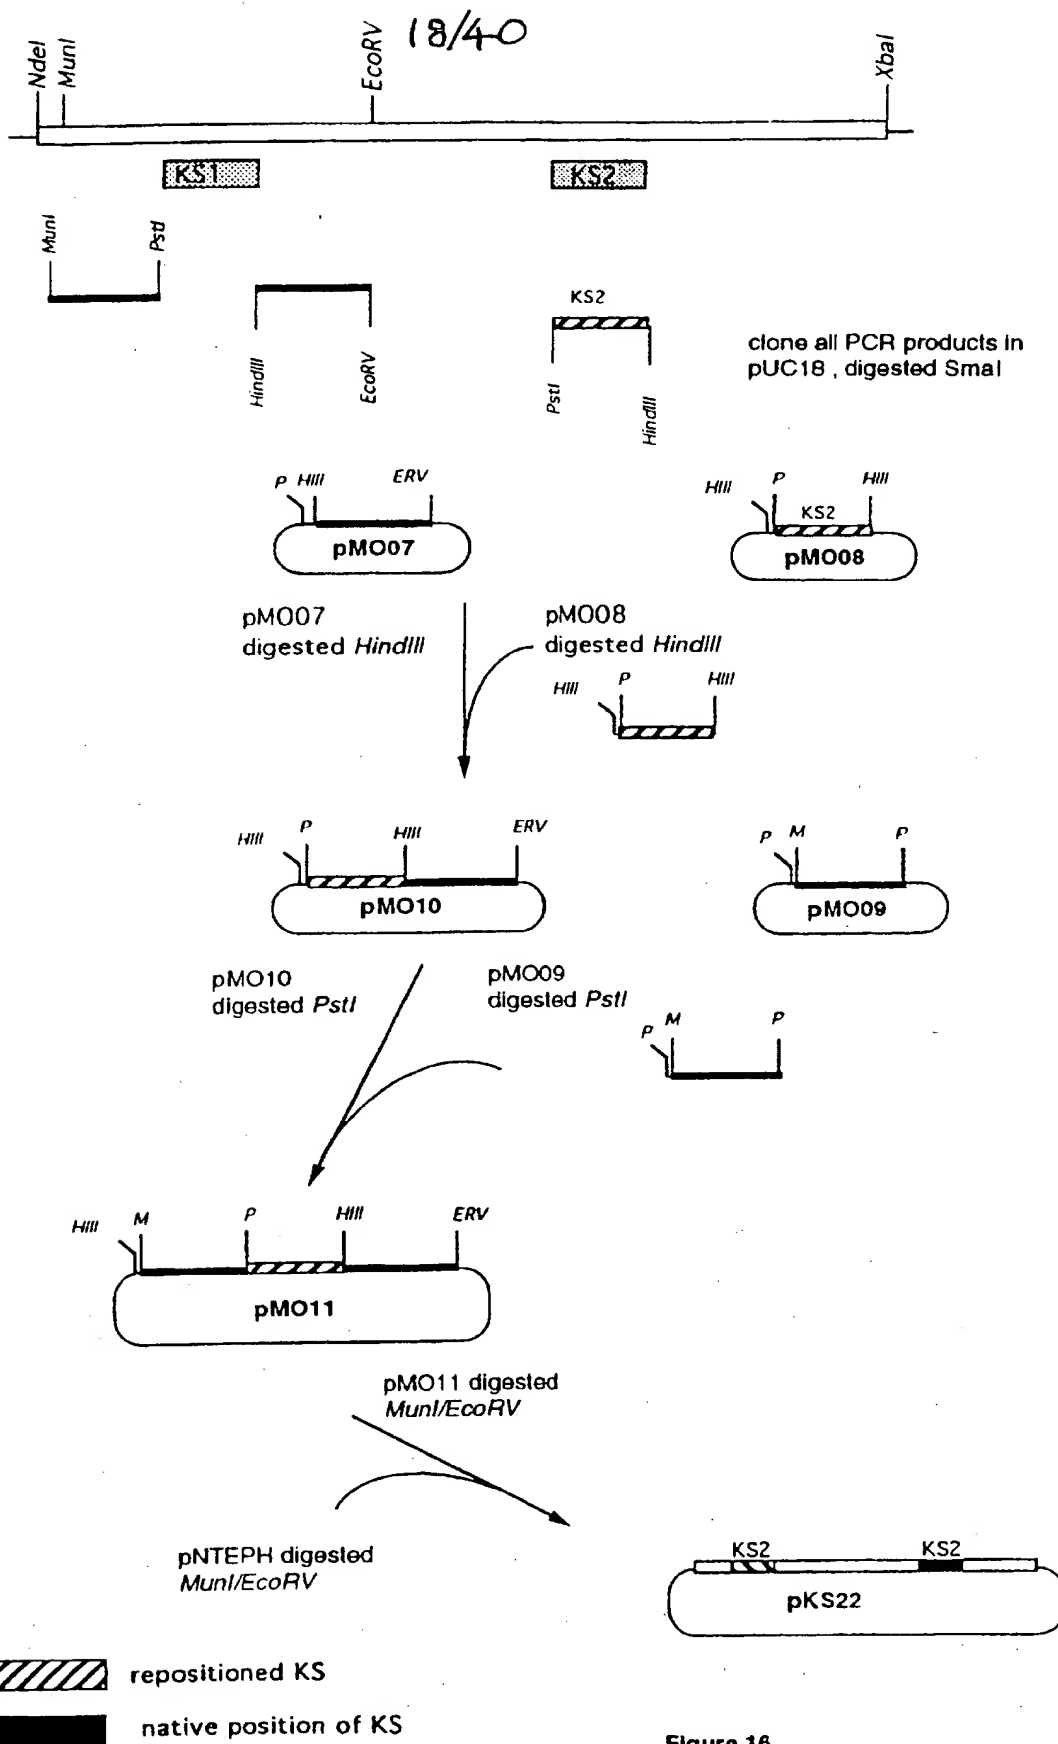 18/40
NdeI
MunI
EcoRV
XbaI
KS1
KS2
MunI
PstI
HindIII
EcoRV
KS2
PstI
HindIII
clone all PCR products in
pUC18 , digested SmaI
P HIII ERV
pMO07
HIII P HIII
KS2
pMO08
pMO07
digested HindIII
pMO08
digested HindIII
HIII P HIII
HIII P HIII ERV
pMO10
P M P
pMO09
pMO10
digested PstI
pMO09
digested PstI
P M P
HIII M P HIII ERV
pMO11
pMO11 digested
MunI/EcoRV
pNTEPH digested
MunI/EcoRV
KS2 KS2
pKS22
repositioned KS
native position of KS
Figure 16